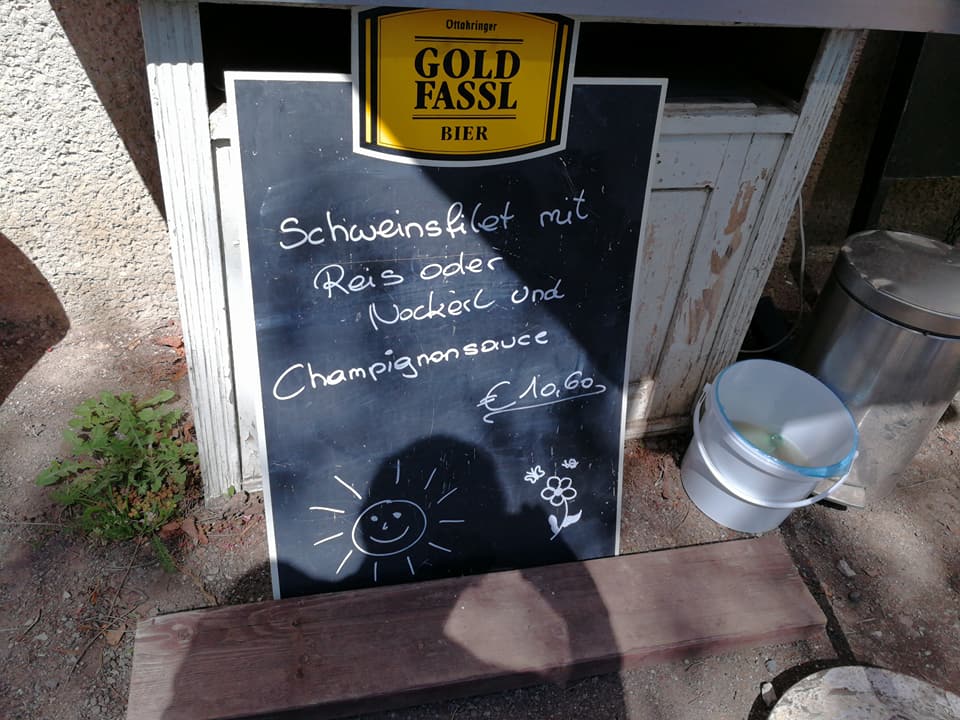 Ottakringer
GOLD
FASSL
BIER
Schweinsfilet mit
Reis oder
Nockerl und
Champignonsauce
€ 10,60,